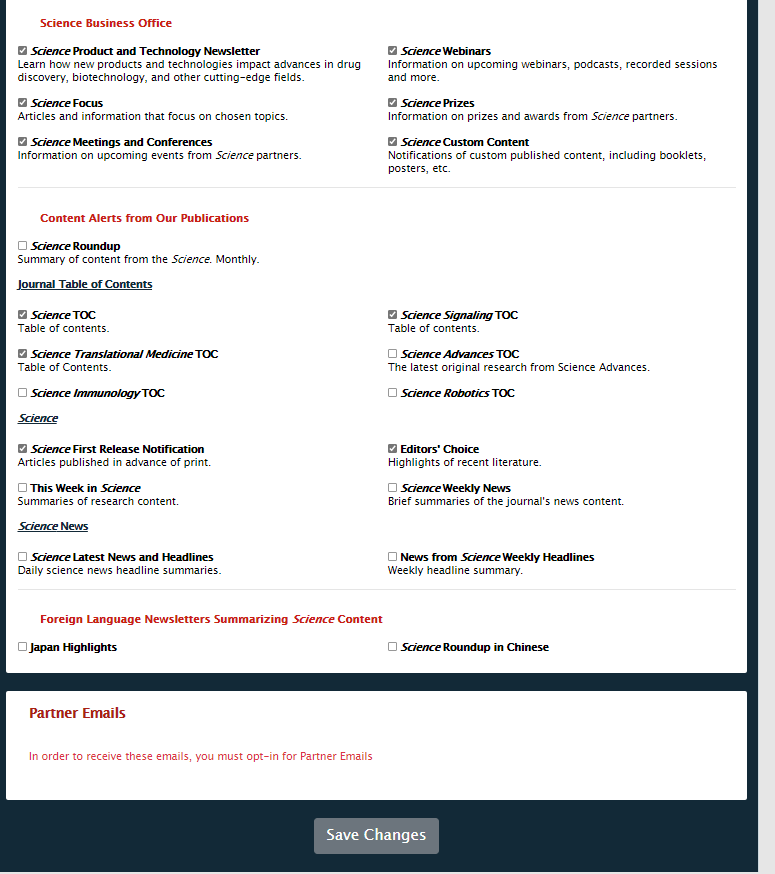 Science Business Office
Science Product and Technology Newsletter
Learn how new products and technologies impact advances in drug
discovery, biotechnology, and other cutting-edge fields.
Science Webinars
Information on upcoming webinars, podcasts, recorded sessions
and more.
Science Focus
Articles and information that focus on chosen topics.
Science Prizes
Information on prizes and awards from Science partners.
Science Meetings and Conferences
Information on upcoming events from Science partners.
Science Custom Content
Notifications of custom published content, including booklets,
posters, etc.
Content Alerts from Our Publications
Science Roundup
Summary of content from the Science. Monthly.
Journal Table of Contents
Science TOC
Table of contents.
Science Signaling TOC
Table of contents.
Science Translational Medicine TOC
Table of Contents.
Science Advances TOC
The latest original research from Science Advances.
Science Immunology TOC
Science Robotics TOC
Science
Science First Release Notification
Articles published in advance of print.
Editors' Choice
Highlights of recent literature.
This Week in Science
Summaries of research content.
Science Weekly News
Brief summaries of the journal's news content.
Science News
Science Latest News and Headlines
Daily science news headline summaries.
News from Science Weekly Headlines
Weekly headline summary.
Foreign Language Newsletters Summarizing Science Content
Japan Highlights
Science Roundup in Chinese
Partner Emails
In order to receive these emails, you must opt-in for Partner Emails
Save Changes